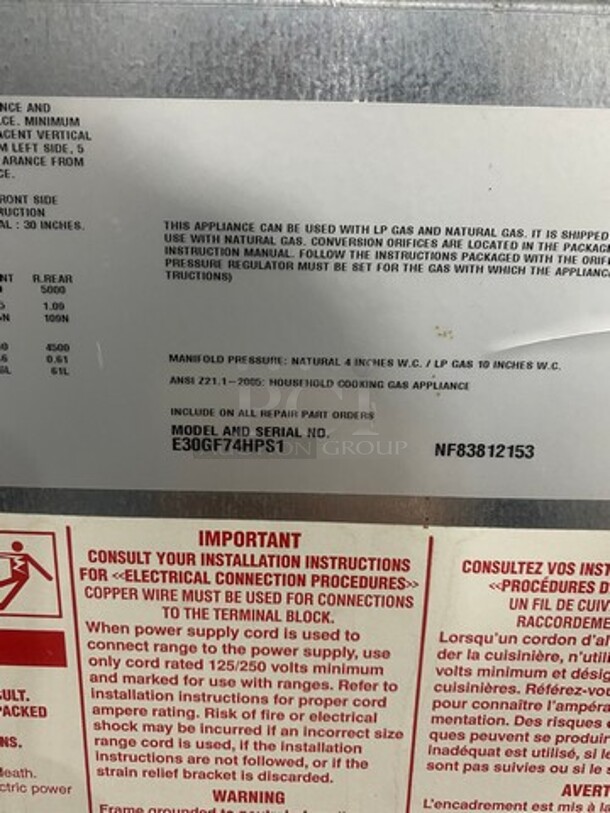 NCE AND
CE. MINIMUM
ACENT VERTICAL
M LEFT SIDE, 5
ARANCE FROM
CE.
RONT SIDE
RUCTION
AL : 30 INCHES.
NT R.REAR
5000
1.09
N 109N
4500
0.61
61L
THIS APPLIANCE CAN BE USED WITH LP GAS AND NATURAL GAS. IT IS SHIPPED
USE WITH NATURAL GAS. CONVERSION ORIFICES ARE LOCATED IN THE PACKAG
INSTRUCTION MANUAL. FOLLOW THE INSTRUCTIONS PACKAGED WITH THE ORIF
PRESSURE REGULATOR MUST BE SET FOR THE GAS WITH WHICH THE APPLIANC
TRUCTIONS)
MANIFOLD PRESSURE: NATURAL 4 INCHES W.C. / LP GAS 10 INCHES W.C.
ANSI Z21.1-2005: HOUSEHOLD COOKING GAS APPLIANCE
INCLUDE ON ALL REPAIR PART ORDERS
MODEL AND SERIAL NO.
E30GF74HPS1 NF83812153
GROUP
IMPORTANT
CONSULT YOUR INSTALLATION INSTRUCTIONS
FOR «ELECTRICAL CONNECTION PROCEDURES»
COPPER WIRE MUST BE USED FOR CONNECTIONS
TO THE TERMINAL BLOCK.
When power supply cord is used to
connect range to the power supply, use
only cord rated 125/250 volts minimum
and marked for use with ranges. Refer to
installation instructions for proper cord
ampere rating. Risk of fire or electrical
shock may be incurred if an incorrect size
range cord is used, if the installation
instructions are not followed, or if the
strain relief bracket is discarded.
WARNING
Frame grounded to neutral
ULT.
PACKED
NS.
death.
ctric power
CONSULTEZ VOS INST
«PROCÉDURES D
UN FIL DE CUIV
RACCORDEME
Lorsqu'un cordon d'al
der la cuisinière, n'utili
volts minimum et désig
cuisinières. Référez-vo
pour connaître l'ampéra
mentation. Des risques
ques peuvent se produir
inadéquat est utilisé, si le
sont pas suivies ou si le s
AVERT
L'encadrement est mis à la